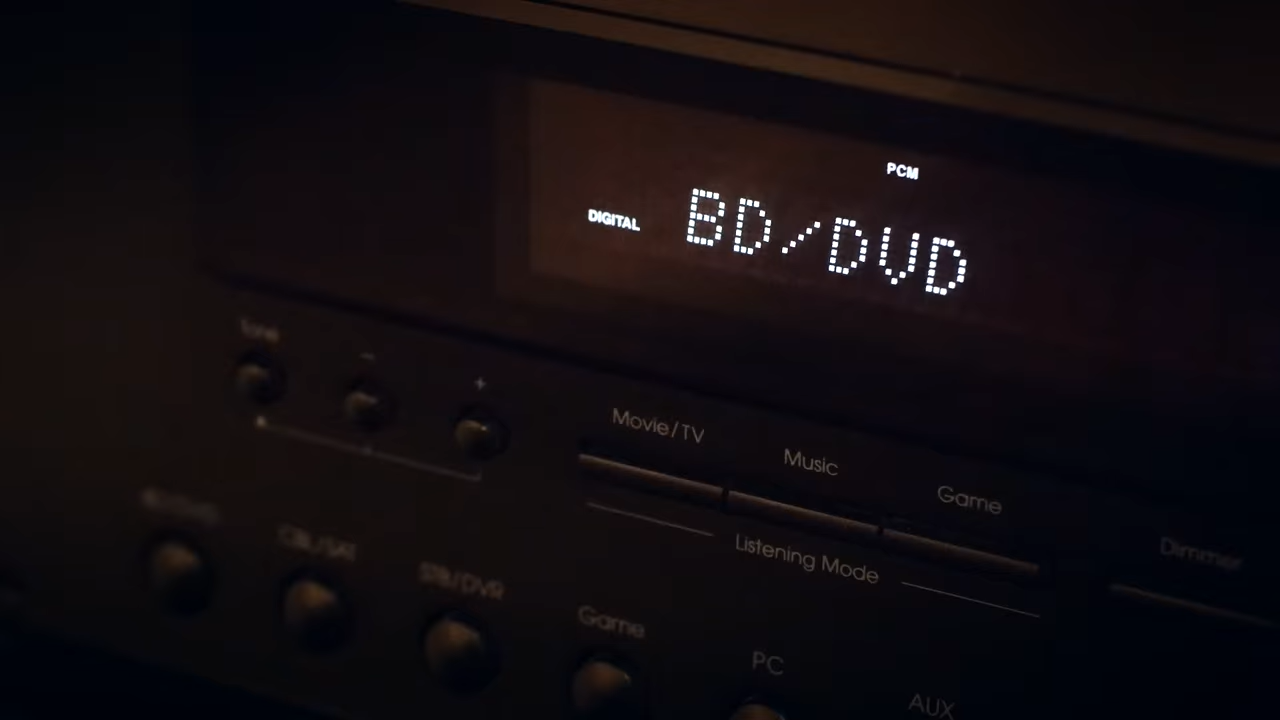 PCM
DIGITAL BD/DVD
Tone
- +
Movie/TV Music Game
Listening Mode
Dimmer
CBL/SAT STB/DVR Game PC AUX